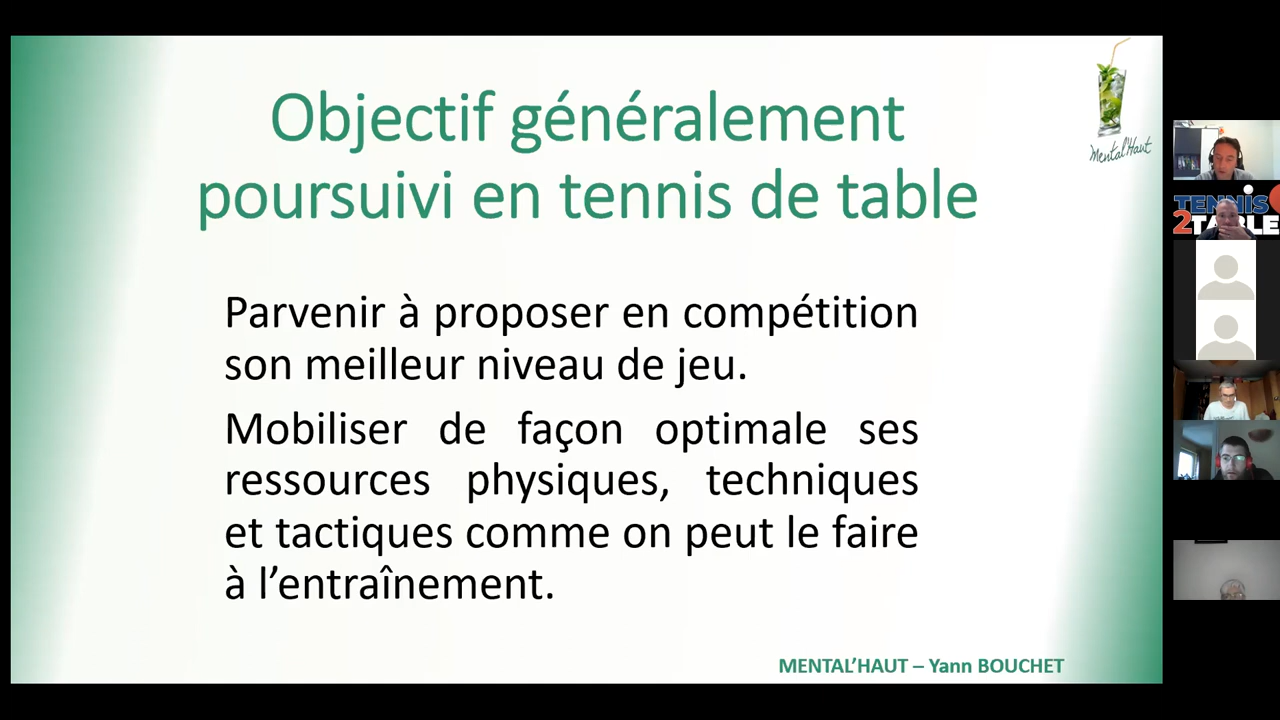 Objectif généralement
poursuivi en tennis de table
Mental'Haut
Parvenir à proposer en compétition
son meilleur niveau de jeu.
Mobiliser de façon optimale ses
ressources physiques, techniques
et tactiques comme on peut le faire
à l’entraînement.
MENTAL’HAUT – Yann BOUCHET
TENNIS
2TABLE